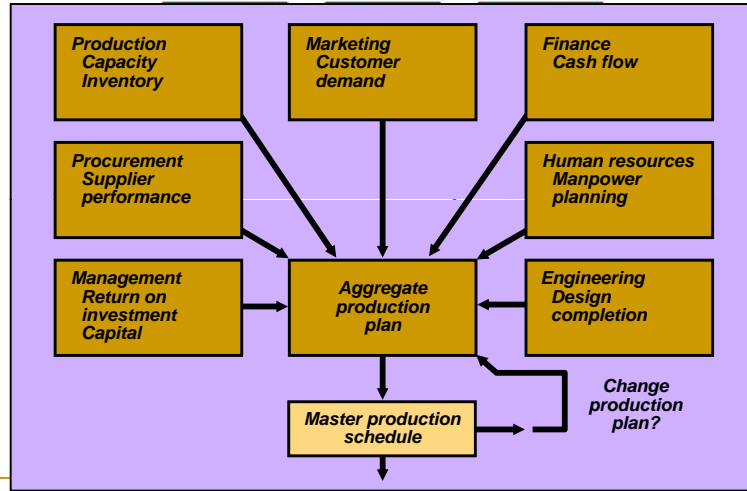 Production
Capacity
Inventory
Marketing
Customer
demand
Finance
Cash flow
Procurement
Supplier
performance
Human resources
Manpower
planning
Management
Return on
investment
Capital
Aggregate
production
plan
Engineering
Design
completion
Master production
schedule
Change
production
plan?